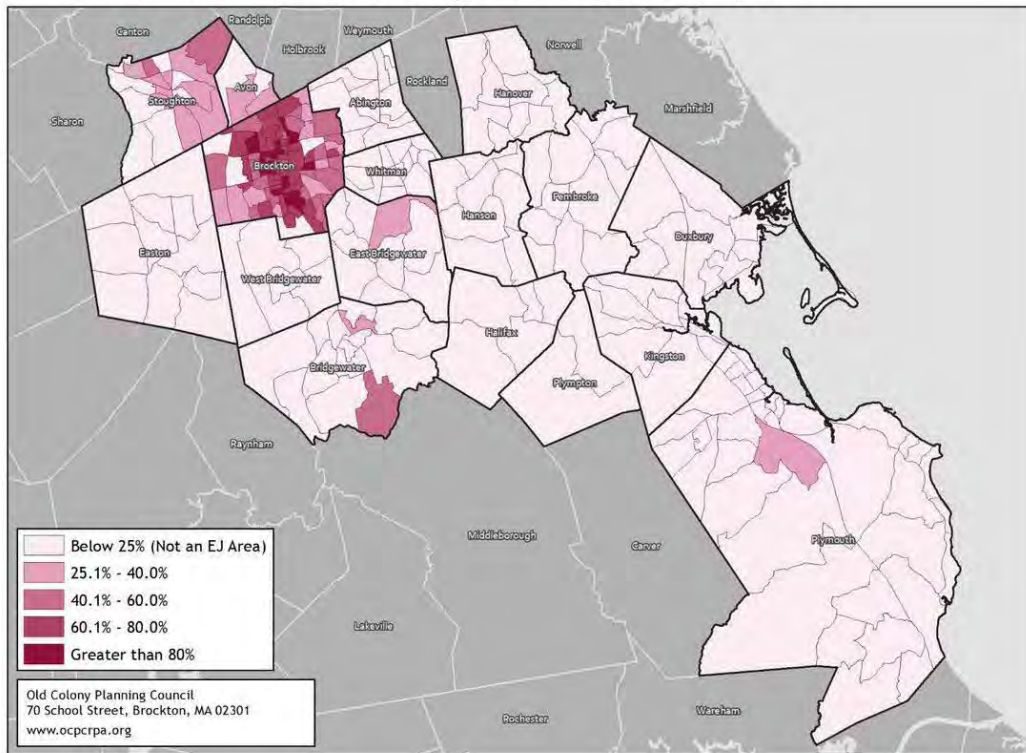 Randolph
Canton
Weymouth
Holbrook
Norwell
Rockland
Avon
Hanover
Stoughton
Abington
Marshfield
Sharon
Brockton
Whitman
Pembroke
Hanson
Duxbury
Easton
East Bridgewater
West Bridgewater
Halifax
Kingston
Bridgewater
Plympton
Raynham
Middleborough
Plymouth
Carver
Lakeville
Wareham
Rochester
Below 25% (Not an EJ Area)
25.1% - 40.0%
40.1% - 60.0%
60.1% - 80.0%
Greater than 80%
Old Colony Planning Council
70 School Street, Brockton, MA 02301
www.ocpcrpa.org